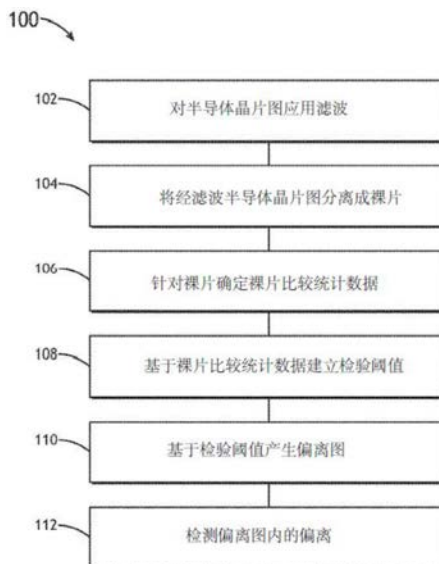 100
102
对半导体晶片图应用滤波
104
将经滤波半导体晶片图分离成裸片
106
针对裸片确定裸片比较统计数据
108
基于裸片比较统计数据建立检验阈值
110
基于检验阈值产生偏离图
112
检测偏离图内的偏离